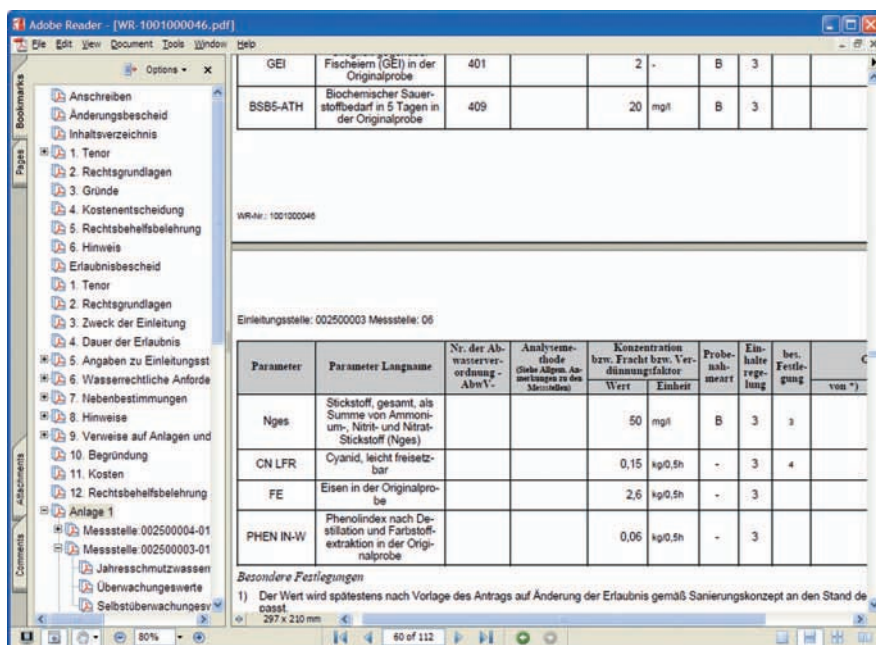 Adobe Reader - [WR-1001000046.pdf]
File Edit View Document Tools Window Help
Bookmarks
Pages
Attachments
Comments
Options
Anschreiben
Änderungsbescheid
Inhaltsverzeichnis
1. Tenor
2. Rechtsgrundlagen
3. Gründe
4. Kostenentscheidung
5. Rechtsbehelfsbelehrung
6. Hinweis
Erlaubnisbescheid
1. Tenor
2. Rechtsgrundlagen
3. Zweck der Einleitung
4. Dauer der Erlaubnis
5. Angaben zu Einleitungsst
6. Wasserrechtliche Anforde
7. Nebenbestimmungen
8. Hinweise
9. Verweise auf Anlagen und
10. Begründung
11. Kosten
12. Rechtsbehelfsbelehrung
Anlage 1
Messstelle:002500004-01
Messstelle:002500003-01
Jahresschmutzwasser
Überwachungswerte
Selbstüberwachungsv
GEI
Fischeiern (GEI) in der
Originalprobe
401 2 - B 3
BSB5-ATH
Biochemischer Sauer-
stoffbedarf in 5 Tagen in
der Originalprobe
409 20 mg/l B 3
WR-Nr.: 1001000046
Einleitungsstelle: 002500003 Messstelle: 06
Parameter
Parameter Langname
Nr. der Ab-
wasserver-
ordnung -
AbwV-
Analyseme-
thode
(Siehe Allgem. An-
merkungen zu den
Messstellen)
Konzentration
bzw. Fracht bzw. Ver-
dünnungsfaktor
Wert Einheit
Probe-
nah-
meart
Ein-
halte
rege-
lung
bes.
Festle-
gung
von *)
Nges
Stickstoff, gesamt, als
Summe von Ammoni-
um-, Nitrit- und Nitrat-
Stickstoff (Nges)
50 mg/l B 3 3
CN LFR
Cyanid, leicht freisetz-
bar
0,15 kg/0,5h - 3 4
FE
Eisen in der Originalpro-
be
2,6 kg/0,5h - 3
PHEN IN-W
Phenolindex nach De-
stillation und Farbstoff-
extraktion in der Origi-
nalprobe
0,06 kg/0,5h - 3
Besondere Festlegungen
1) Der Wert wird spätestens nach Vorlage des Antrags auf Änderung der Erlaubnis gemäß Sanierungskonzept an den Stand de
passt.
297 x 210 mm
80%
60 of 112